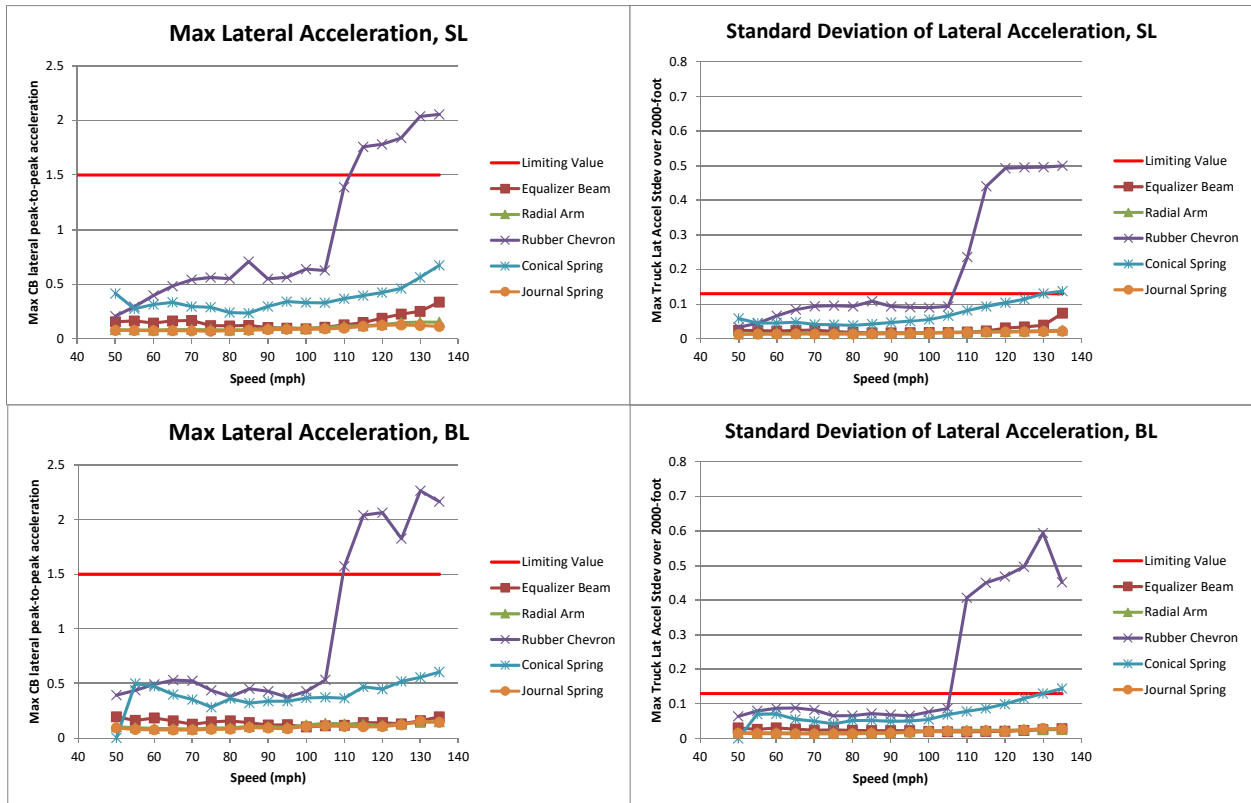 Max Lateral Acceleration, SL
Max CB lateral peak-to-peak acceleration
2.5
2
1.5
1
0.5
0
40 50 60 70 80 90 100 110 120 130 140
Speed (mph)
Limiting Value
Equalizer Beam
Radial Arm
Rubber Chevron
Conical Spring
Journal Spring
Standard Deviation of Lateral Acceleration, SL
Max Truck Lat Accel Stdev over 2000-foot
0.8
0.7
0.6
0.5
0.4
0.3
0.2
0.1
0
40 50 60 70 80 90 100 110 120 130 140
Speed (mph)
Limiting Value
Equalizer Beam
Radial Arm
Rubber Chevron
Conical Spring
Journal Spring
Max Lateral Acceleration, BL
Max CB lateral peak-to-peak acceleration
2.5
2
1.5
1
0.5
0
40 50 60 70 80 90 100 110 120 130 140
Speed (mph)
Limiting Value
Equalizer Beam
Radial Arm
Rubber Chevron
Conical Spring
Journal Spring
Standard Deviation of Lateral Acceleration, BL
Max Truck Lat Accel Stdev over 2000-foot
0.8
0.7
0.6
0.5
0.4
0.3
0.2
0.1
0
40 50 60 70 80 90 100 110 120 130 140
Speed (mph)
Limiting Value
Equalizer Beam
Radial Arm
Rubber Chevron
Conical Spring
Journal Spring